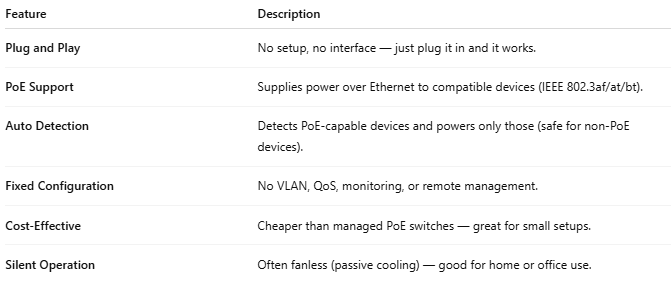 Feature Description
Plug and Play No setup, no interface — just plug it in and it works.
PoE Support Supplies power over Ethernet to compatible devices (IEEE 802.3af/at/bt).
Auto Detection Detects PoE-capable devices and powers only those (safe for non-PoE
devices).
Fixed Configuration No VLAN, QoS, monitoring, or remote management.
Cost-Effective Cheaper than managed PoE switches — great for small setups.
Silent Operation Often fanless (passive cooling) — good for home or office use.